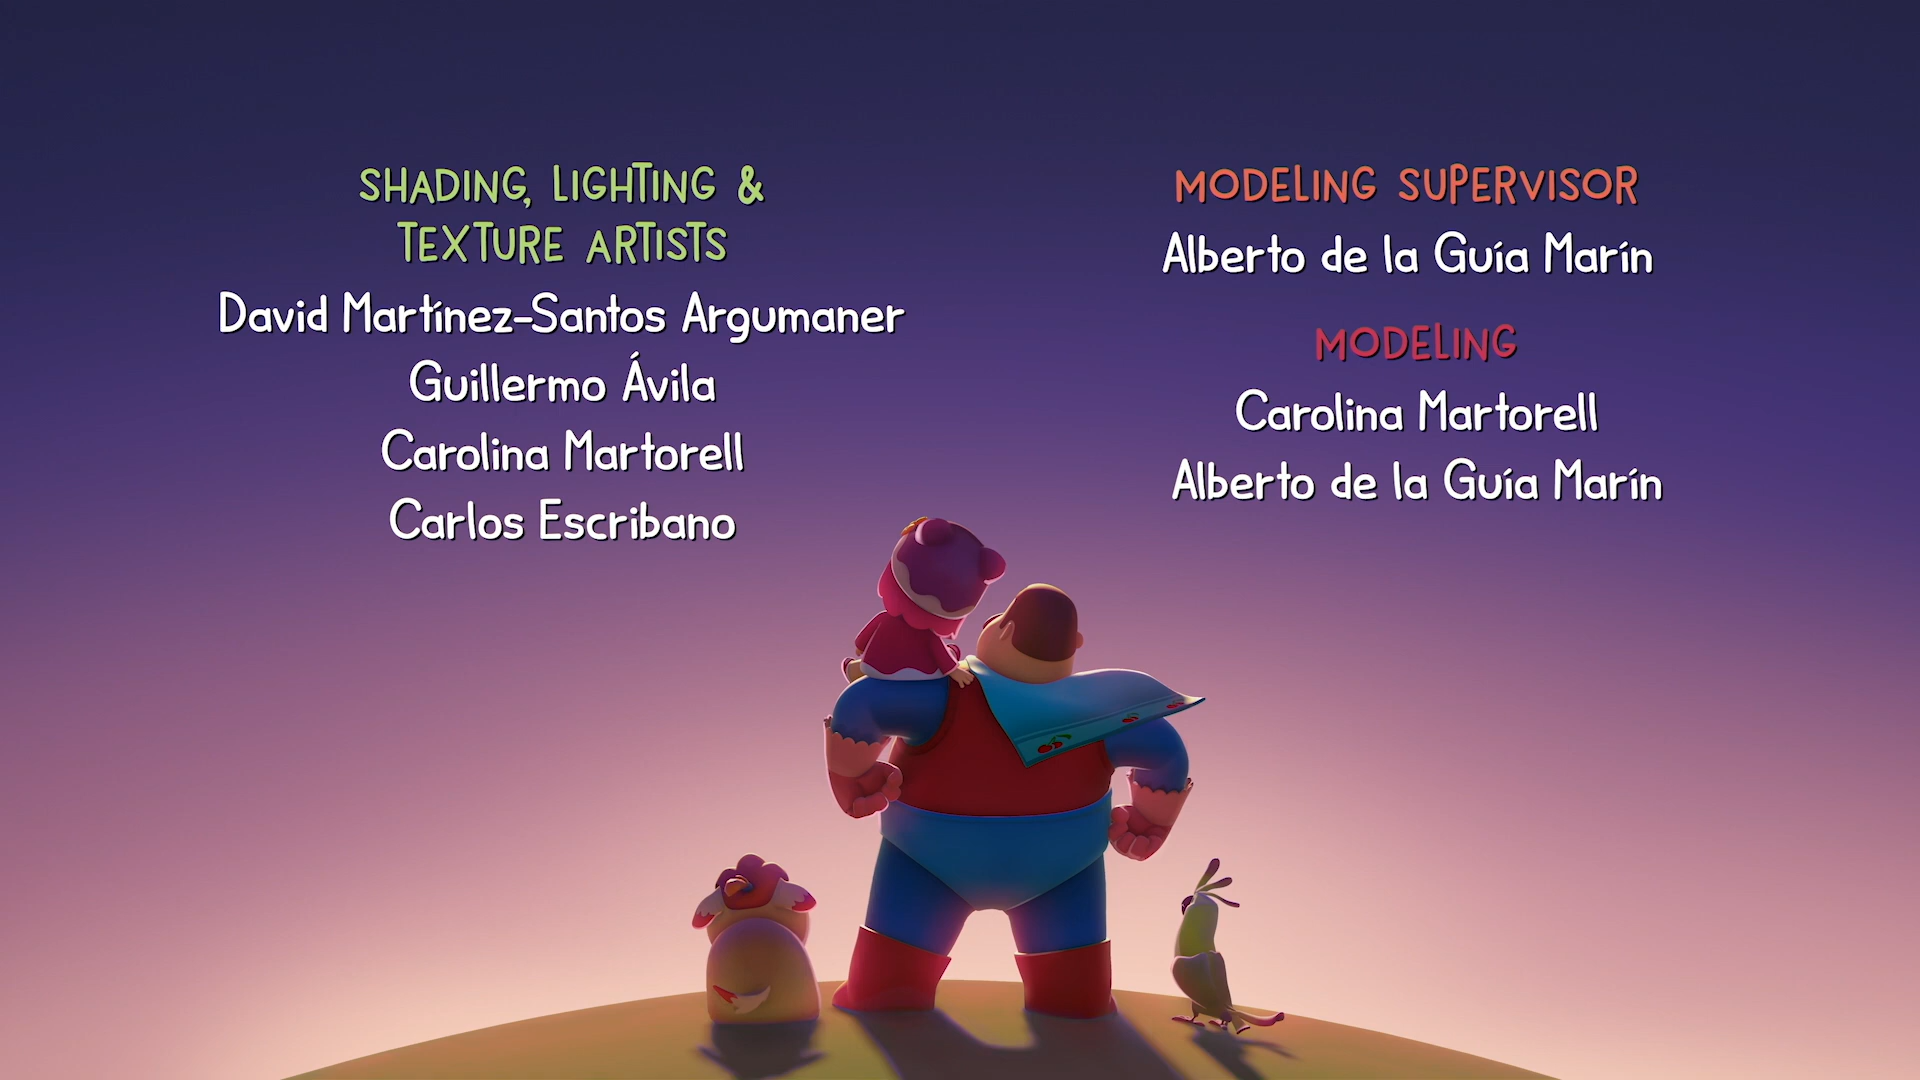 SHADING, LIGHTING &
TEXTURE ARTISTS
David Martínez-Santos Argumaner
Guillermo Ávila
Carolina Martorell
Carlos Escribano
MODELING SUPERVISOR
Alberto de la Guía Marín
MODELING
Carolina Martorell
Alberto de la Guía Marín